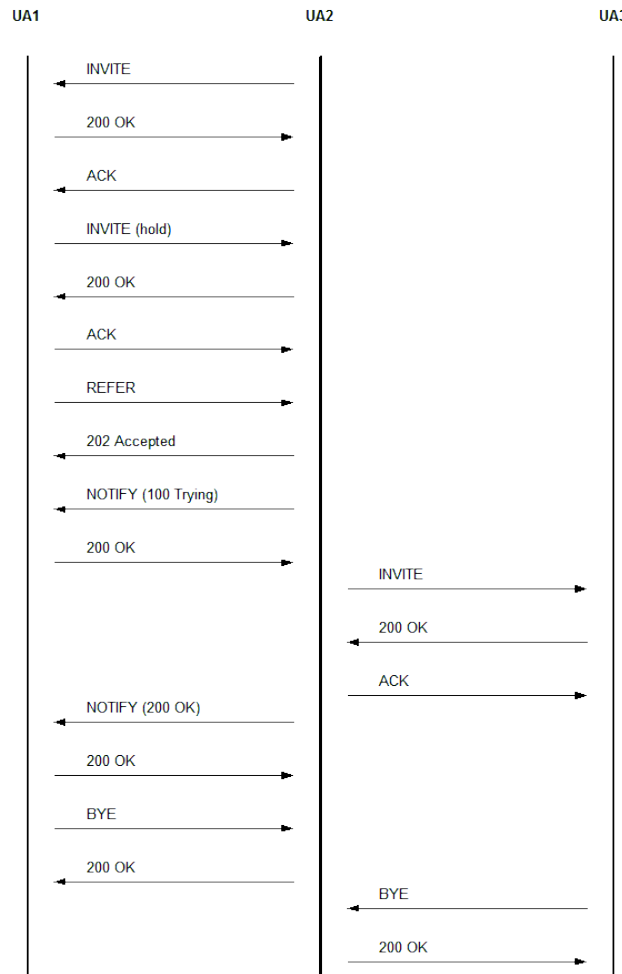 UA1 UA2 UA3
INVITE
200 OK
ACK
INVITE (hold)
200 OK
ACK
REFER
202 Accepted
NOTIFY (100 Trying)
200 OK
INVITE
200 OK
ACK
NOTIFY (200 OK)
200 OK
BYE
200 OK
BYE
200 OK